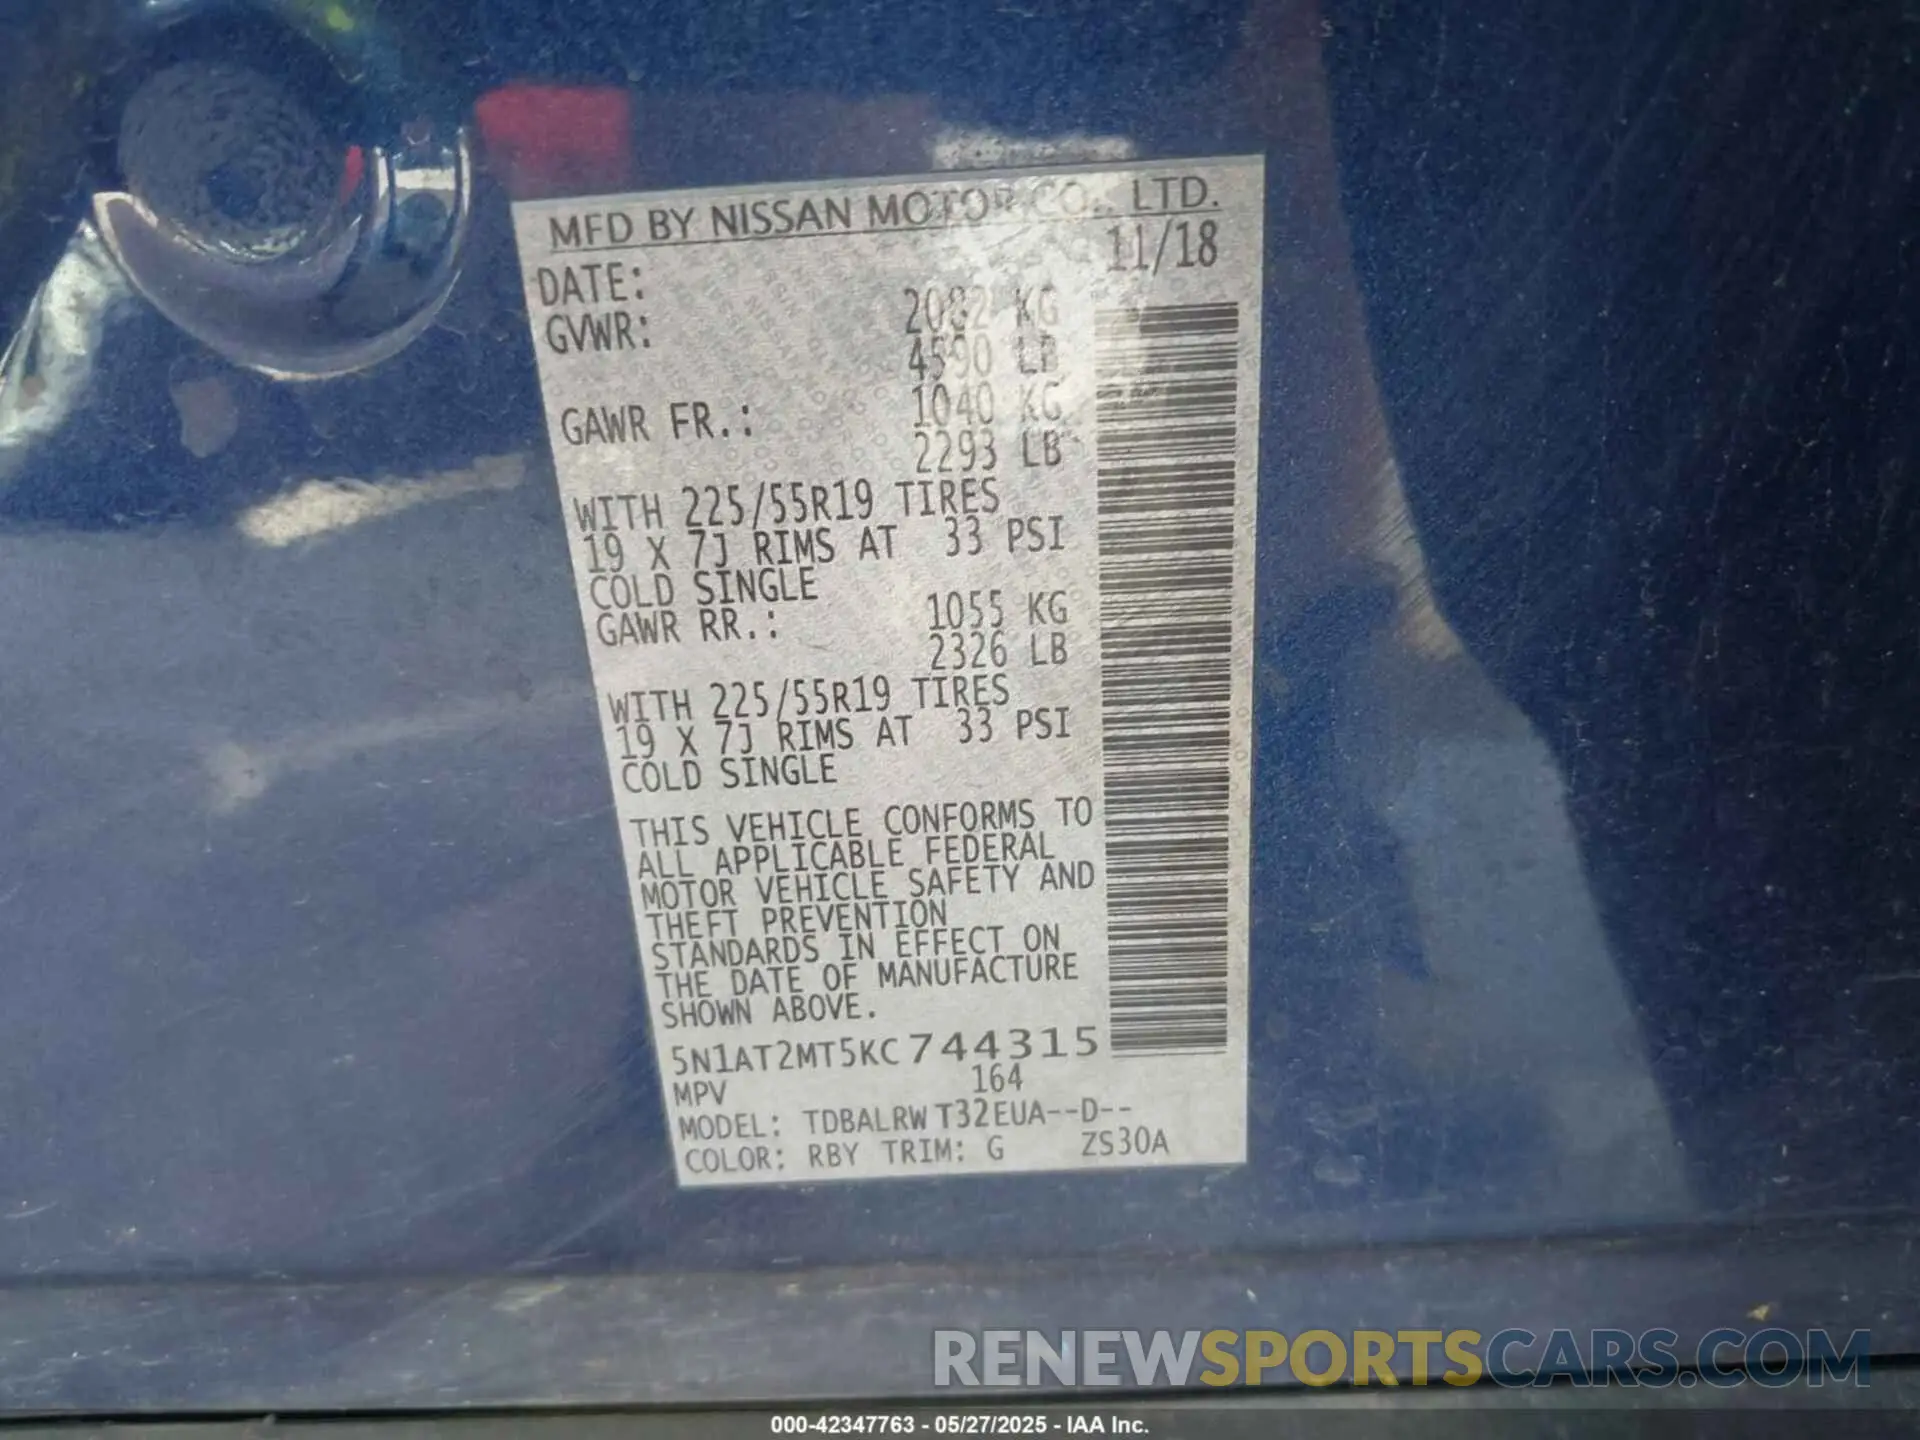 MFD BY NISSAN MOTOR CO., LTD.
DATE: 11/18
GVWR: 2082 KG
4590 LB
GAWR FR.: 1040 KG
2293 LB
WITH 225/55R19 TIRES
19 X 7J RIMS AT 33 PSI
COLD SINGLE
GAWR RR.: 1055 KG
2326 LB
WITH 225/55R19 TIRES
19 X 7J RIMS AT 33 PSI
COLD SINGLE
THIS VEHICLE CONFORMS TO
ALL APPLICABLE FEDERAL
MOTOR VEHICLE SAFETY AND
THEFT PREVENTION
STANDARDS IN EFFECT ON
THE DATE OF MANUFACTURE
SHOWN ABOVE.
5N1AT2MT5KC744315
MPV 164
MODEL: TDBALRW T32EUA--D--
COLOR: RBY TRIM: G ZS30A
RENEWSPORTSCARS.COM
000-42347763 - 05/27/2025 - IAA Inc.